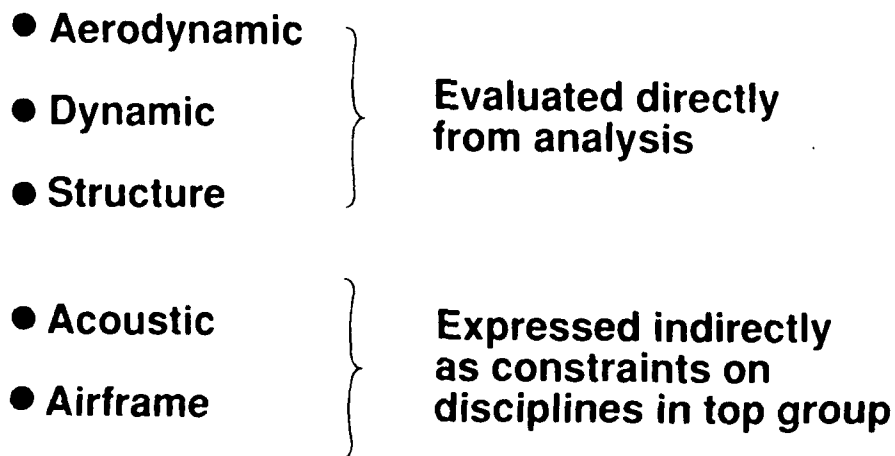 ● Aerodynamic
● Dynamic
● Structure
Evaluated directly
from analysis
● Acoustic
● Airframe
Expressed indirectly
as constraints on
disciplines in top group